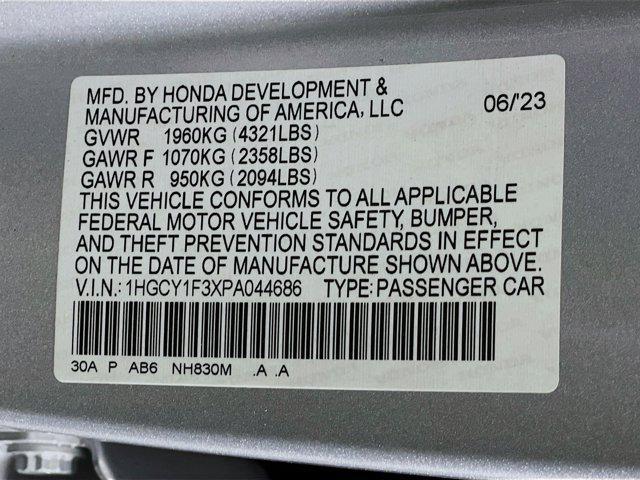 MFD. BY HONDA DEVELOPMENT &
MANUFACTURING OF AMERICA, LLC 06/'23
GVWR 1960KG (4321LBS)
GAWR F 1070KG (2358LBS)
GAWR R 950KG (2094LBS)
THIS VEHICLE CONFORMS TO ALL APPLICABLE
FEDERAL MOTOR VEHICLE SAFETY, BUMPER,
AND THEFT PREVENTION STANDARDS IN EFFECT
ON THE DATE OF MANUFACTURE SHOWN ABOVE.
V.I.N.: 1HGCY1F3XPA044686 TYPE: PASSENGER CAR
30A P AB6 NH830M .A .A